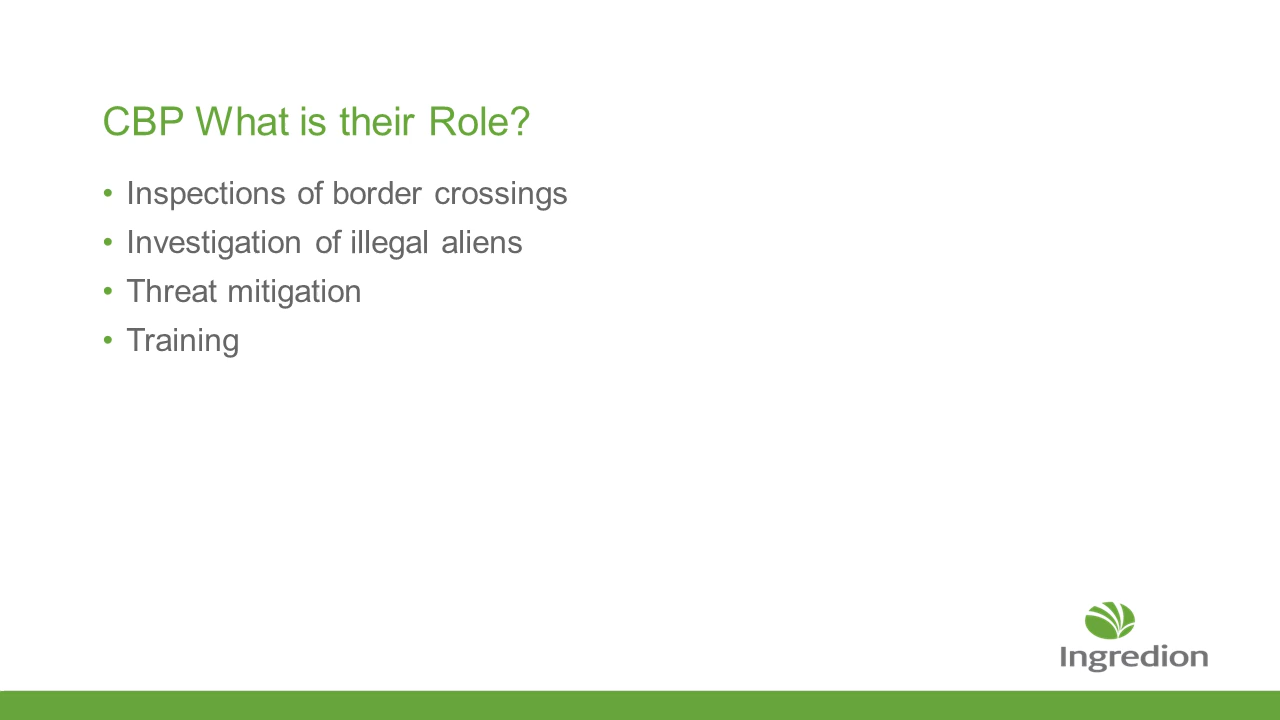 CBP What is their Role?
• Inspections of border crossings
• Investigation of illegal aliens
• Threat mitigation
• Training
Ingredion